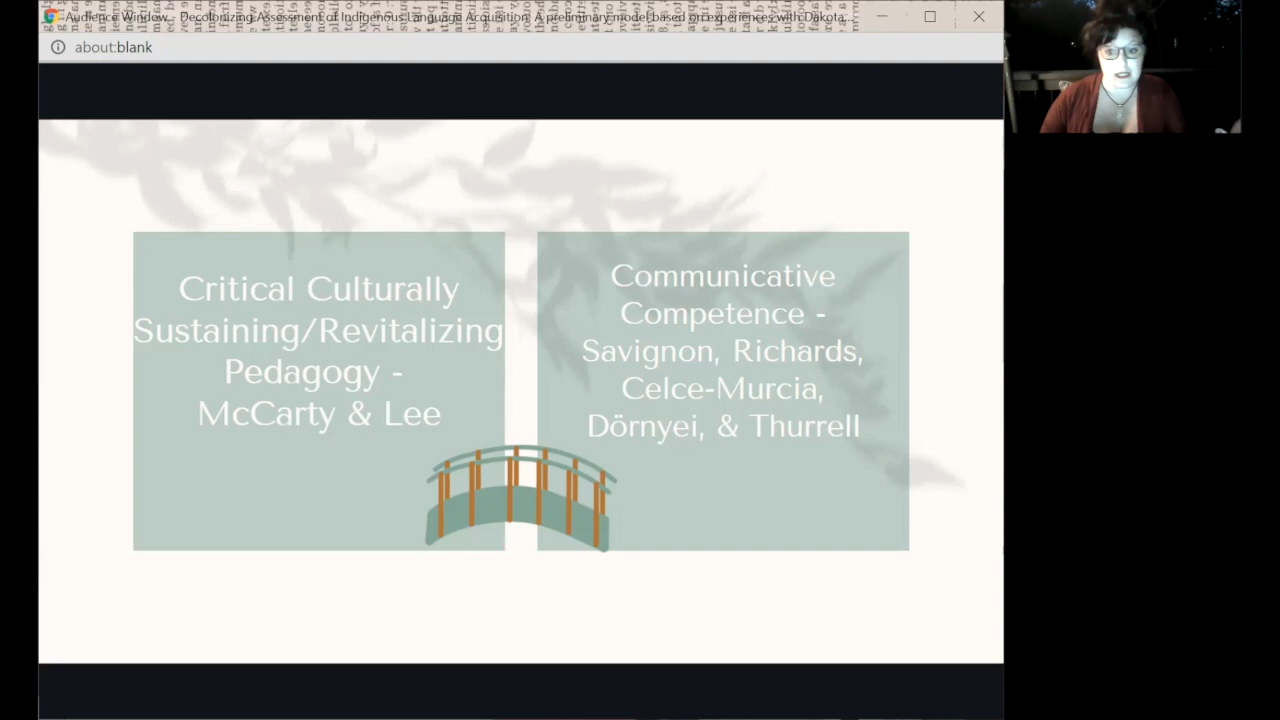 Audience Window - Decolonizing Assessment of Indigenous Language Acquisition: A preliminary model based on experiences with Dakota,...
about:blank
Critical Culturally
Sustaining/Revitalizing
Pedagogy -
McCarty & Lee
Communicative
Competence -
Savignon, Richards,
Celce-Murcia,
Dörnyei, & Thurrell